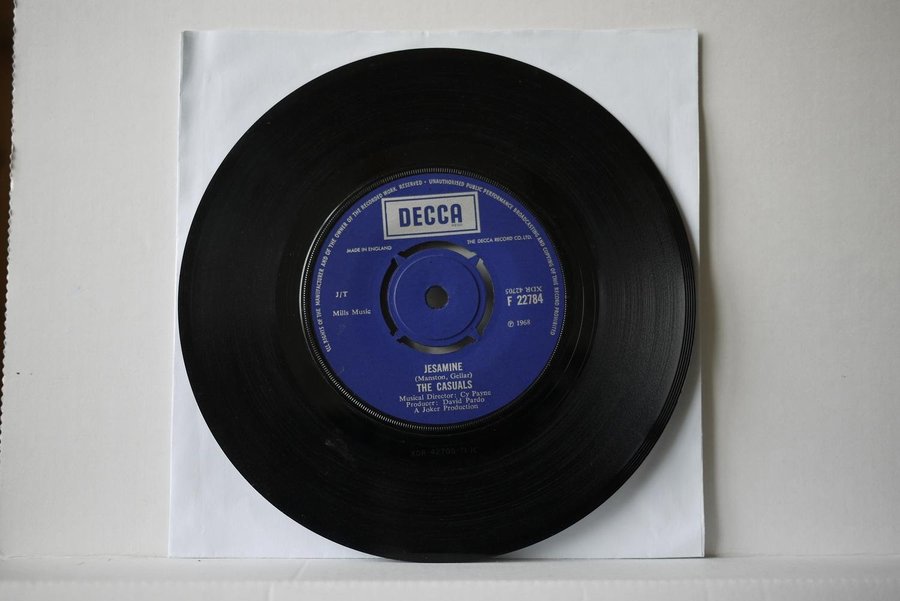 ALL RIGHTS OF THE MANUFACTURER AND OF THE OWNER OF THE RECORDED WORK RESERVED • UNAUTHORISED PUBLIC PERFORMANCE BROADCASTING AND COPYING OF THIS RECORD PROHIBITED
DECCA
MADE IN ENGLAND
THE DECCA RECORD CO. LTD.
J/T
XDR 42705
F 22784
Mills Music
℗ 1968
JESAMINE
(Manston, Gellar)
THE CASUALS
Musical Director: Cy Payne
Producer: David Pardo
A Joker Production